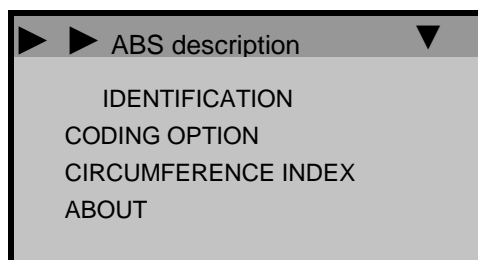 ► ► ABS description ▼
IDENTIFICATION
CODING OPTION
CIRCUMFERENCE INDEX
ABOUT